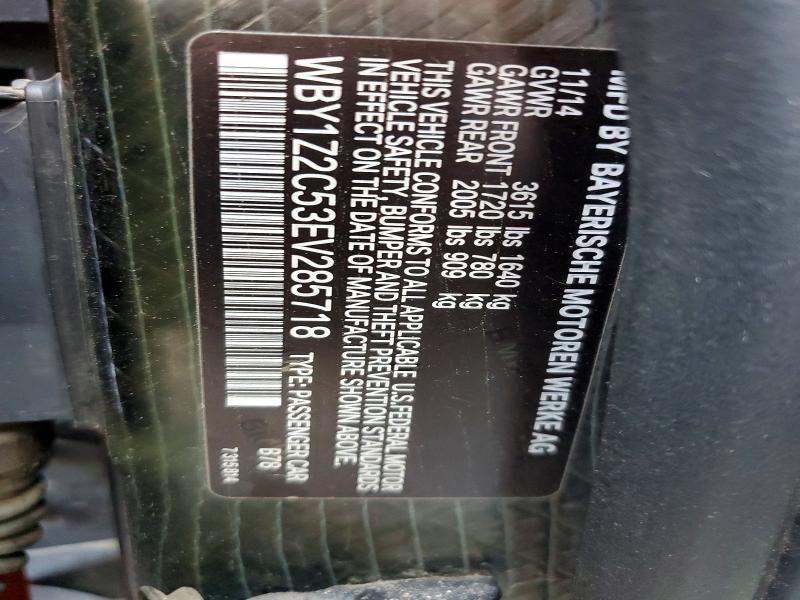 MFD BY BAYERISCHE MOTOREN WERKE AG
11/14
GVWR 3615 lbs 1640 kg
GAWR FRONT 1720 lbs 780 kg
GAWR REAR 2005 lbs 909 kg
THIS VEHICLE CONFORMS TO ALL APPLICABLE U.S.FEDERAL MOTOR
VEHICLE SAFETY, BUMPER AND THEFT PREVENTION STANDARDS
IN EFFECT ON THE DATE OF MANUFACTURE SHOWN ABOVE.
WBY1Z2C53EV285718 TYPE: PASSENGER CAR
B7B